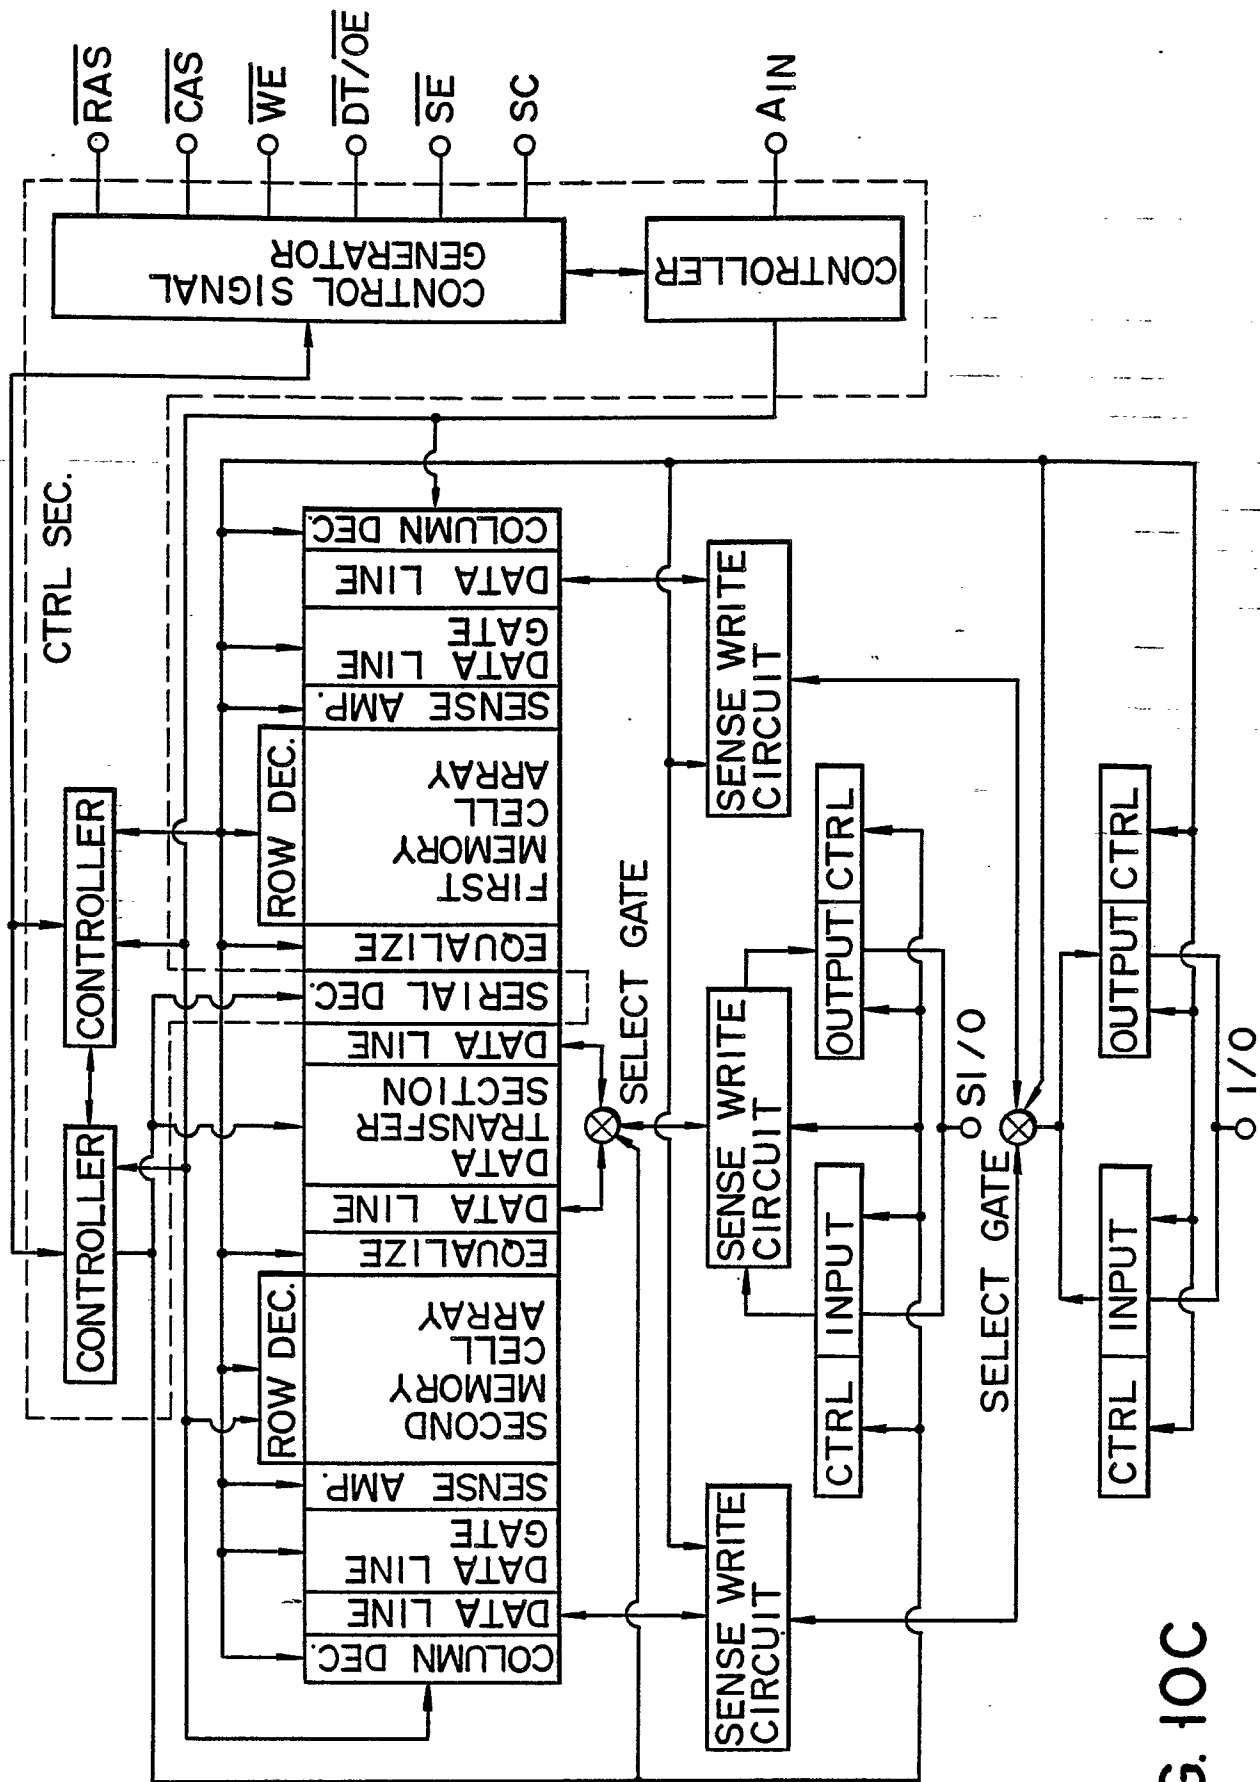 CTRL SEC.
CONTROLLER
CONTROLLER
CONTROL SIGNAL
GENERATOR
CONTROLLER
RAS
CAS
WE
DT/OE
SE
SC
AIN
COLUMN DEC.
DATA LINE
DATA LINE
GATE
SENSE AMP.
ROW DEC.
SECOND
MEMORY
CELL
ARRAY
EQUALIZE
DATA LINE
DATA
TRANSFER
SECTION
DATA LINE
SERIAL DEC.
EQUALIZE
ROW DEC.
FIRST
MEMORY
CELL
ARRAY
SENSE AMP.
DATA LINE
GATE
DATA LINE
COLUMN DEC.
SELECT GATE
SENSE WRITE
CIRCUIT
SENSE WRITE
CIRCUIT
SENSE WRITE
CIRCUIT
CTRL
INPUT
OUTPUT
CTRL
SI/O
SELECT GATE
CTRL
INPUT
OUTPUT
CTRL
I/O
10C